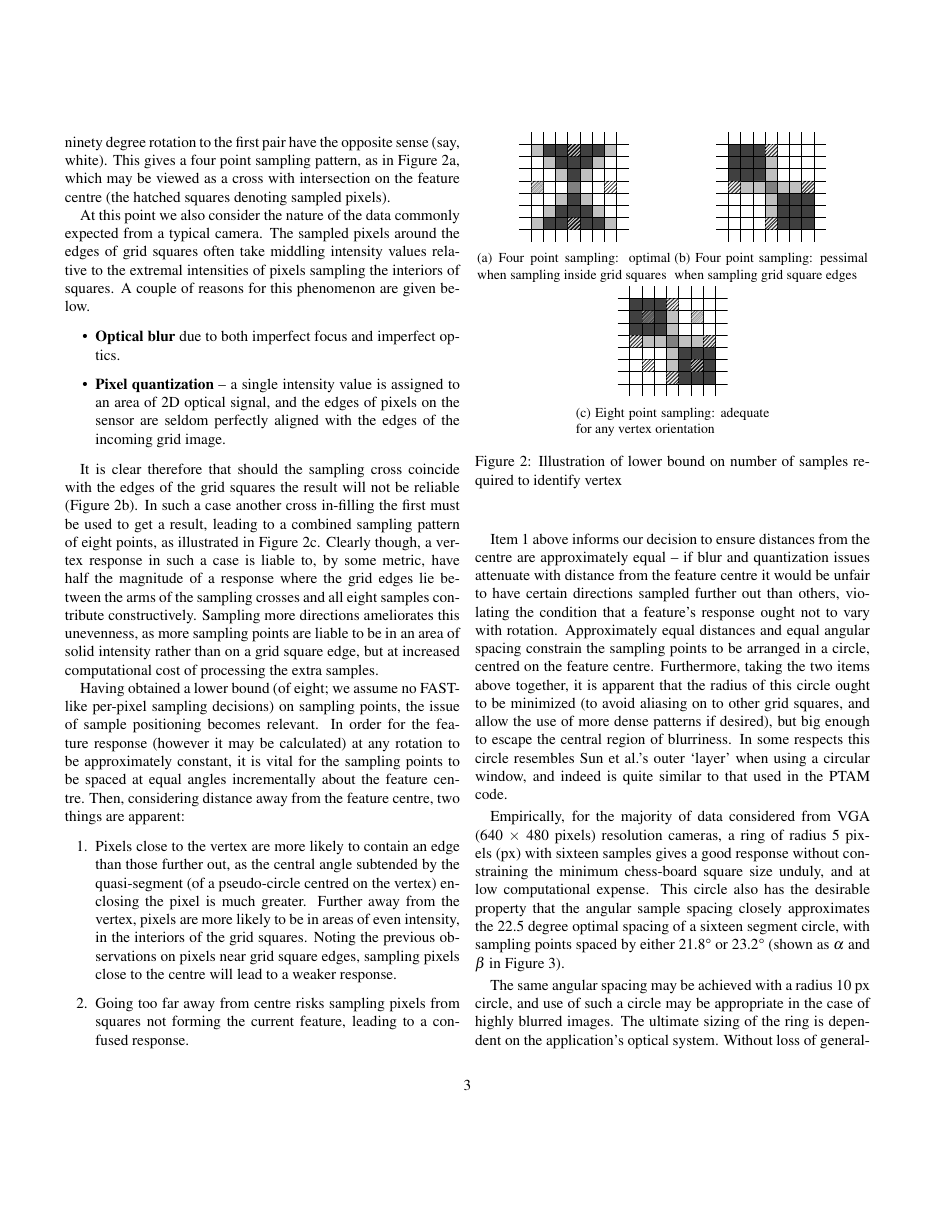 ninety degree rotation to the first pair have the opposite sense (say,
white). This gives a four point sampling pattern, as in Figure 2a,
which may be viewed as a cross with intersection on the feature
centre (the hatched squares denoting sampled pixels).
At this point we also consider the nature of the data commonly
expected from a typical camera. The sampled pixels around the
edges of grid squares often take middling intensity values rela-
tive to the extremal intensities of pixels sampling the interiors of
squares. A couple of reasons for this phenomenon are given be-
low.
• Optical blur due to both imperfect focus and imperfect op-
tics.
• Pixel quantization – a single intensity value is assigned to
an area of 2D optical signal, and the edges of pixels on the
sensor are seldom perfectly aligned with the edges of the
incoming grid image.
It is clear therefore that should the sampling cross coincide
with the edges of the grid squares the result will not be reliable
(Figure 2b). In such a case another cross in-filling the first must
be used to get a result, leading to a combined sampling pattern
of eight points, as illustrated in Figure 2c. Clearly though, a ver-
tex response in such a case is liable to, by some metric, have
half the magnitude of a response where the grid edges lie be-
tween the arms of the sampling crosses and all eight samples con-
tribute constructively. Sampling more directions ameliorates this
unevenness, as more sampling points are liable to be in an area of
solid intensity rather than on a grid square edge, but at increased
computational cost of processing the extra samples.
Having obtained a lower bound (of eight; we assume no FAST-
like per-pixel sampling decisions) on sampling points, the issue
of sample positioning becomes relevant. In order for the fea-
ture response (however it may be calculated) at any rotation to
be approximately constant, it is vital for the sampling points to
be spaced at equal angles incrementally about the feature cen-
tre. Then, considering distance away from the feature centre, two
things are apparent:
1. Pixels close to the vertex are more likely to contain an edge
than those further out, as the central angle subtended by the
quasi-segment (of a pseudo-circle centred on the vertex) en-
closing the pixel is much greater. Further away from the
vertex, pixels are more likely to be in areas of even intensity,
in the interiors of the grid squares. Noting the previous ob-
servations on pixels near grid square edges, sampling pixels
close to the centre will lead to a weaker response.
2. Going too far away from centre risks sampling pixels from
squares not forming the current feature, leading to a con-
fused response.
(a) Four point sampling: optimal
when sampling inside grid squares
(b) Four point sampling: pessimal
when sampling grid square edges
(c) Eight point sampling: adequate
for any vertex orientation
Figure 2: Illustration of lower bound on number of samples re-
quired to identify vertex
Item 1 above informs our decision to ensure distances from the
centre are approximately equal – if blur and quantization issues
attenuate with distance from the feature centre it would be unfair
to have certain directions sampled further out than others, vio-
lating the condition that a feature's response ought not to vary
with rotation. Approximately equal distances and equal angular
spacing constrain the sampling points to be arranged in a circle,
centred on the feature centre. Furthermore, taking the two items
above together, it is apparent that the radius of this circle ought
to be minimized (to avoid aliasing on to other grid squares, and
allow the use of more dense patterns if desired), but big enough
to escape the central region of blurriness. In some respects this
circle resembles Sun et al.'s outer ‘layer’ when using a circular
window, and indeed is quite similar to that used in the PTAM
code.
Empirically, for the majority of data considered from VGA
(640 × 480 pixels) resolution cameras, a ring of radius 5 pix-
els (px) with sixteen samples gives a good response without con-
straining the minimum chess-board square size unduly, and at
low computational expense. This circle also has the desirable
property that the angular sample spacing closely approximates
the 22.5 degree optimal spacing of a sixteen segment circle, with
sampling points spaced by either 21.8° or 23.2° (shown as α and
β in Figure 3).
The same angular spacing may be achieved with a radius 10 px
circle, and use of such a circle may be appropriate in the case of
highly blurred images. The ultimate sizing of the ring is depen-
dent on the application's optical system. Without loss of general-
3